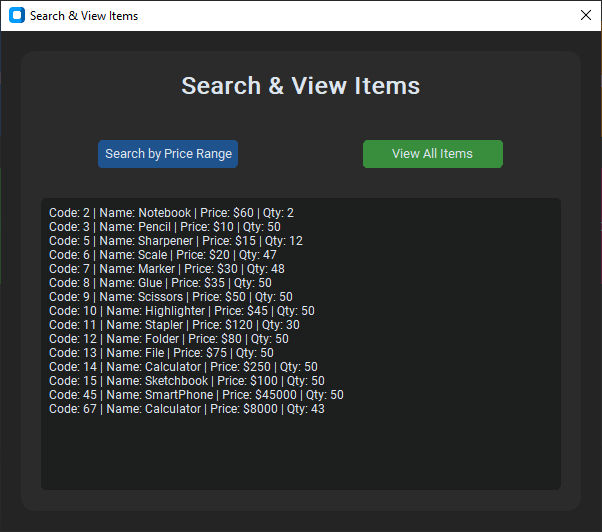 Search & View Items
Search & View Items
Search by Price Range
View All Items
Code: 2 | Name: Notebook | Price: $60 | Qty: 2
Code: 3 | Name: Pencil | Price: $10 | Qty: 50
Code: 5 | Name: Sharpener | Price: $15 | Qty: 12
Code: 6 | Name: Scale | Price: $20 | Qty: 47
Code: 7 | Name: Marker | Price: $30 | Qty: 48
Code: 8 | Name: Glue | Price: $35 | Qty: 50
Code: 9 | Name: Scissors | Price: $50 | Qty: 50
Code: 10 | Name: Highlighter | Price: $45 | Qty: 50
Code: 11 | Name: Stapler | Price: $120 | Qty: 30
Code: 12 | Name: Folder | Price: $80 | Qty: 50
Code: 13 | Name: File | Price: $75 | Qty: 50
Code: 14 | Name: Calculator | Price: $250 | Qty: 50
Code: 15 | Name: Sketchbook | Price: $100 | Qty: 50
Code: 45 | Name: SmartPhone | Price: $45000 | Qty: 50
Code: 67 | Name: Calculator | Price: $8000 | Qty: 43